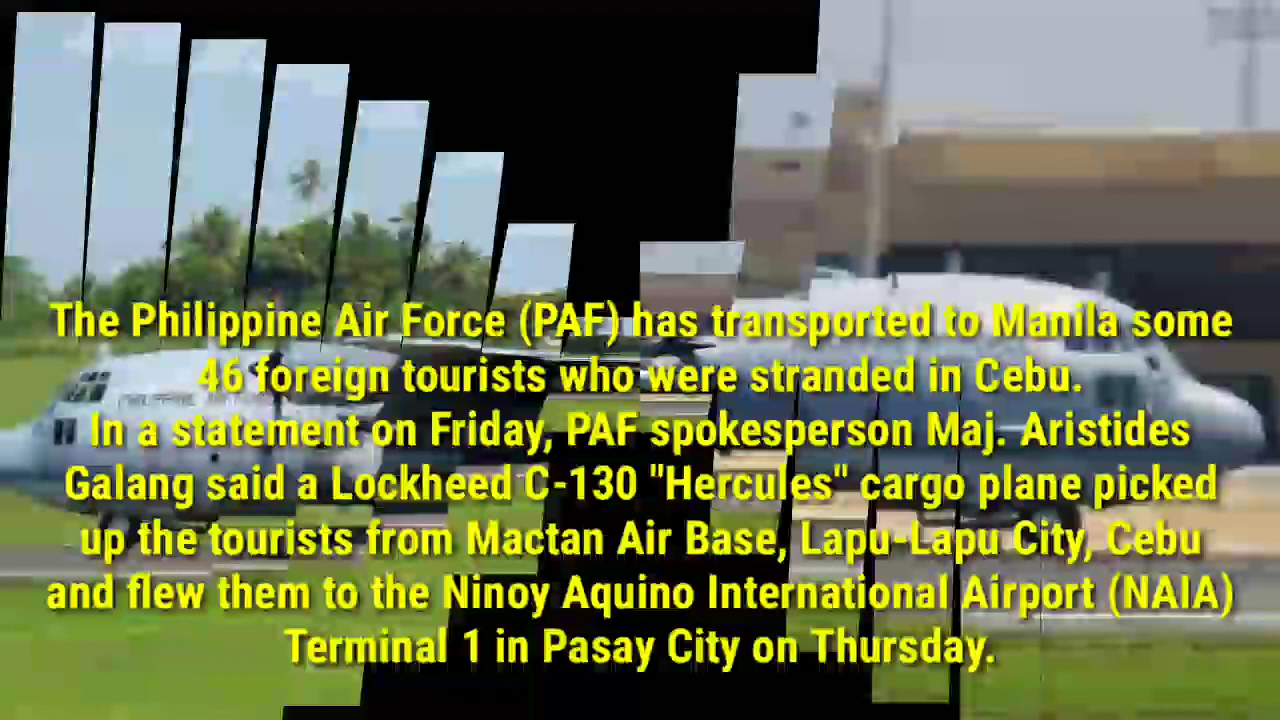 The Philippine Air Force (PAF) has transported to Manila some
46 foreign tourists who were stranded in Cebu.
In a statement on Friday, PAF spokesperson Maj. Aristides
Galang said a Lockheed C-130 "Hercules" cargo plane picked
up the tourists from Mactan Air Base, Lapu-Lapu City, Cebu
and flew them to the Ninoy Aquino International Airport (NAIA)
Terminal 1 in Pasay City on Thursday.